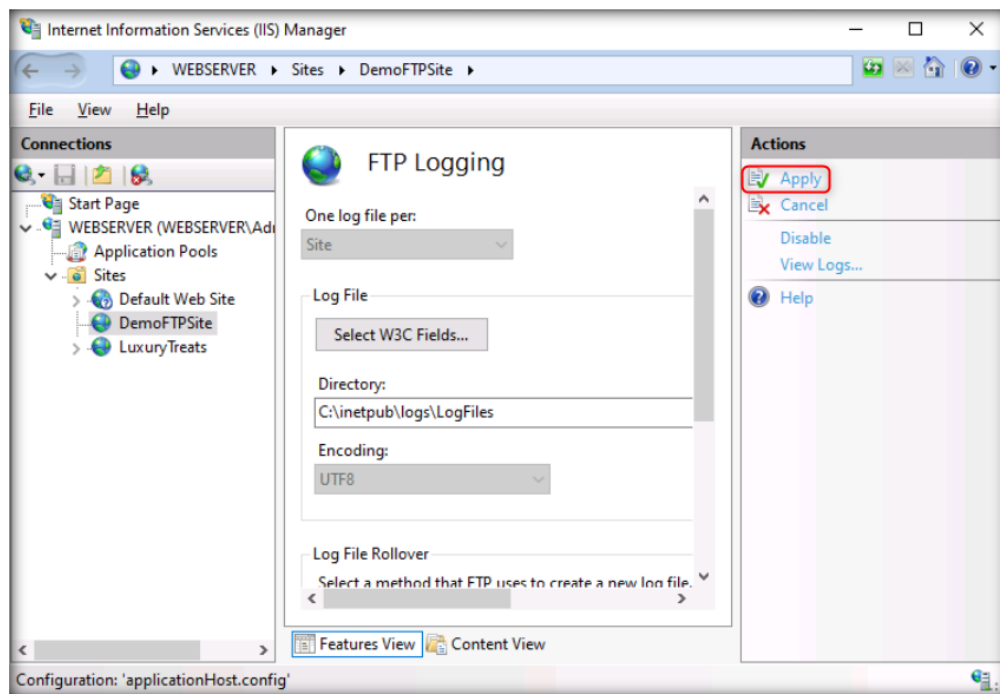 Internet Information Services (IIS) Manager
WEBSERVER Sites DemoFTPSite
File View Help
Connections
Start Page
WEBSERVER (WEBSERVER\Adi
Application Pools
Sites
Default Web Site
DemoFTPSite
LuxuryTreats
FTP Logging
One log file per:
Site
Log File
Select W3C Fields...
Directory:
C:\inetpub\logs\LogFiles
Encoding:
UTF8
Log File Rollover
Select a method that FTP uses to create a new log file.
Features View
Content View
Actions
Apply
Cancel
Disable
View Logs...
Help
Configuration: 'applicationHost.config'